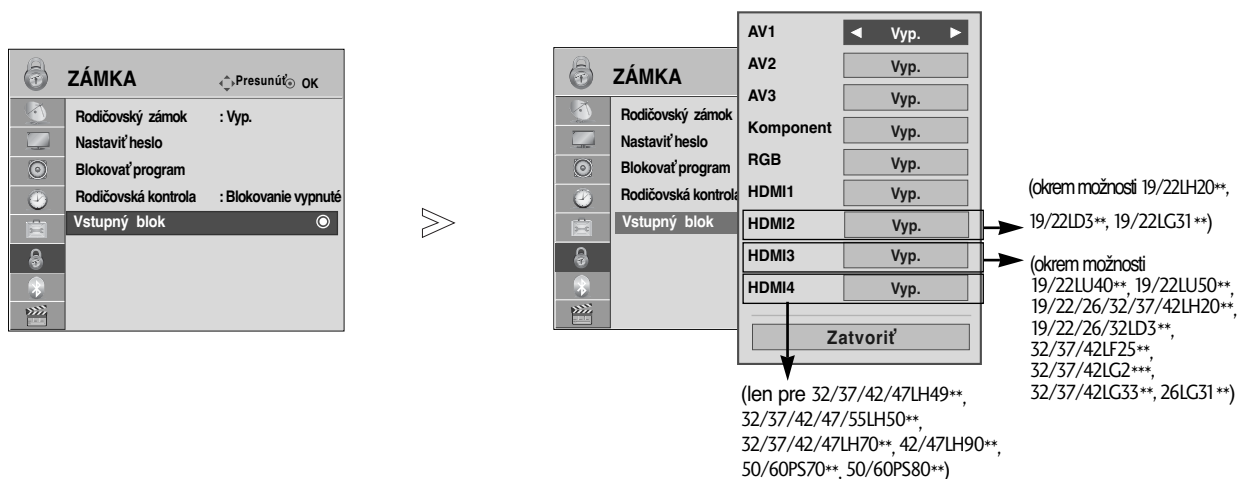 ZÁMKA
Presunúť OK
Rodičovský zámok : Vyp.
Nastaviť heslo
Blokovať program
Rodičovská kontrola : Blokovanie vypnuté
Vstupný blok
ZÁMKA
Rodičovský zámok
Nastaviť heslo
Blokovať program
Rodičovská kontrola
Vstupný blok
AV1 ◄ Vyp. ►
AV2 Vyp.
AV3 Vyp.
Komponent Vyp.
RGB Vyp.
HDMI1 Vyp.
HDMI2 Vyp.
HDMI3 Vyp.
HDMI4 Vyp.
Zatvoriť
(okrem možnosti 19/22LH20**,
19/22LD3**, 19/22LG31**)
(okrem možnosti
19/22LU40**, 19/22LU50**,
19/22/26/32/37/42LH20**,
19/22/26/32LD3**,
32/37/42LF25**,
32/37/42LG2***,
32/37/42LG33**, 26LG31**)
(len pre 32/37/42/47LH49**,
32/37/42/47/55LH50**,
32/37/42/47LH70**, 42/47LH90**,
50/60PS70**, 50/60PS80**)